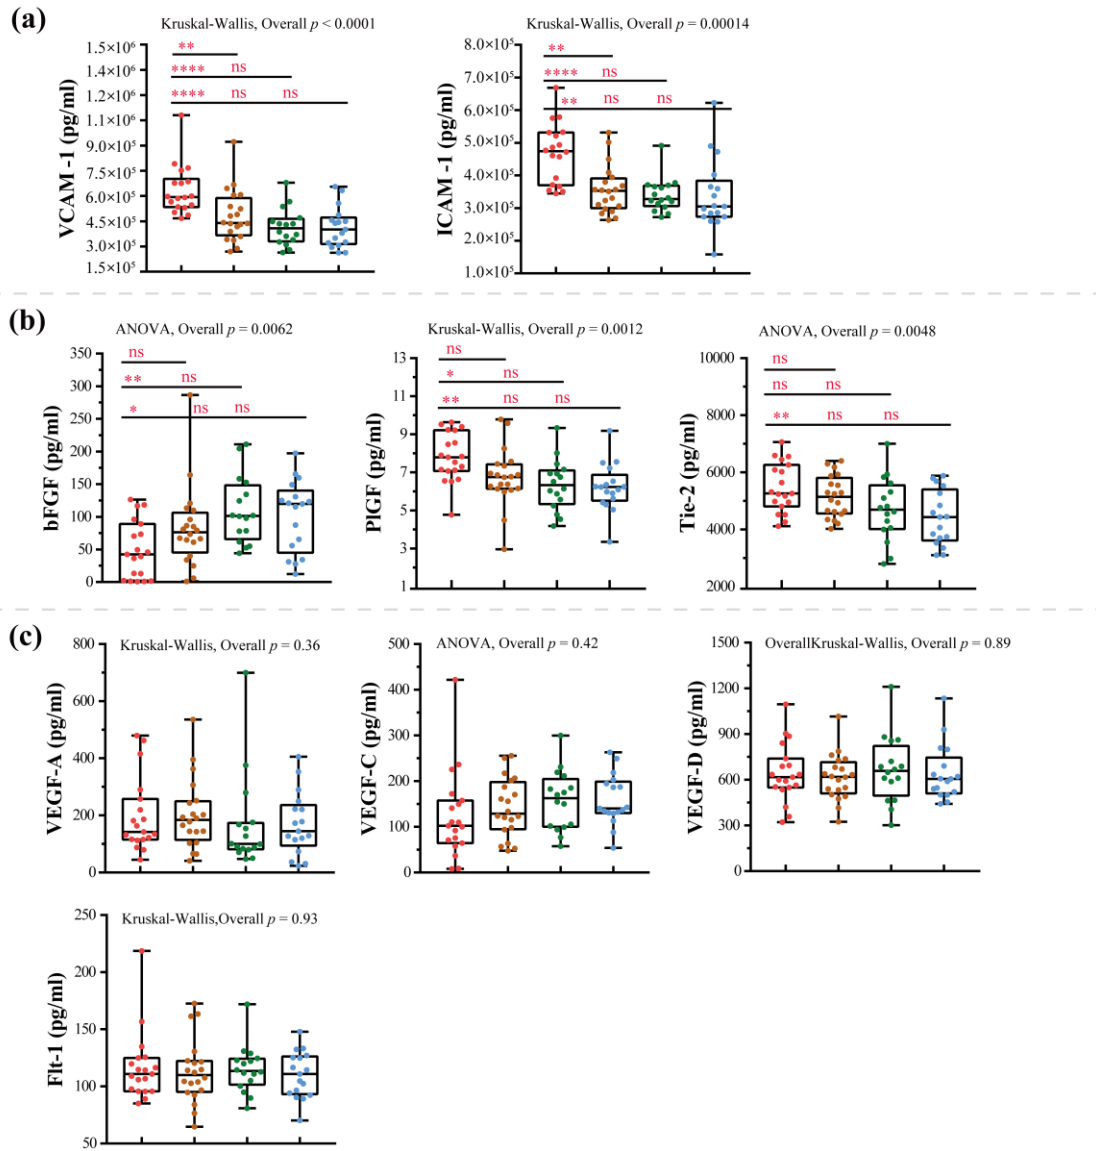 (a)
Kruskal-Wallis, Overall p < 0.0001
VCAM -1 (pg/ml)
1.5×10⁶
1.4×10⁶
1.2×10⁶
1.1×10⁶
9.0×10⁵
7.5×10⁵
6.0×10⁵
4.5×10⁵
3.0×10⁵
1.5×10⁵
**
**** ns
**** ns ns
Kruskal-Wallis, Overall p = 0.00014
ICAM -1 (pg/ml)
8.0×10⁵
7.0×10⁵
6.0×10⁵
5.0×10⁵
4.0×10⁵
3.0×10⁵
2.0×10⁵
1.0×10⁵
**
**** ns
** ns ns
(b)
ANOVA, Overall p = 0.0062
bFGF (pg/ml)
350
300
250
200
150
100
50
0
ns
** ns
* ns ns
Kruskal-Wallis, Overall p = 0.0012
PlGF (pg/ml)
13
11
9
7
5
3
1
ns
* ns
** ns ns
ANOVA, Overall p = 0.0048
Tie-2 (pg/ml)
10000
8000
6000
4000
2000
ns
ns ns
** ns ns
(c)
Kruskal-Wallis, Overall p = 0.36
VEGF-A (pg/ml)
800
600
400
200
0
ANOVA, Overall p = 0.42
VEGF-C (pg/ml)
500
400
300
200
100
0
OverallKruskal-Wallis, Overall p = 0.89
VEGF-D (pg/ml)
1500
1200
900
600
300
0
Kruskal-Wallis,Overall p = 0.93
Flt-1 (pg/ml)
250
200
150
100
50